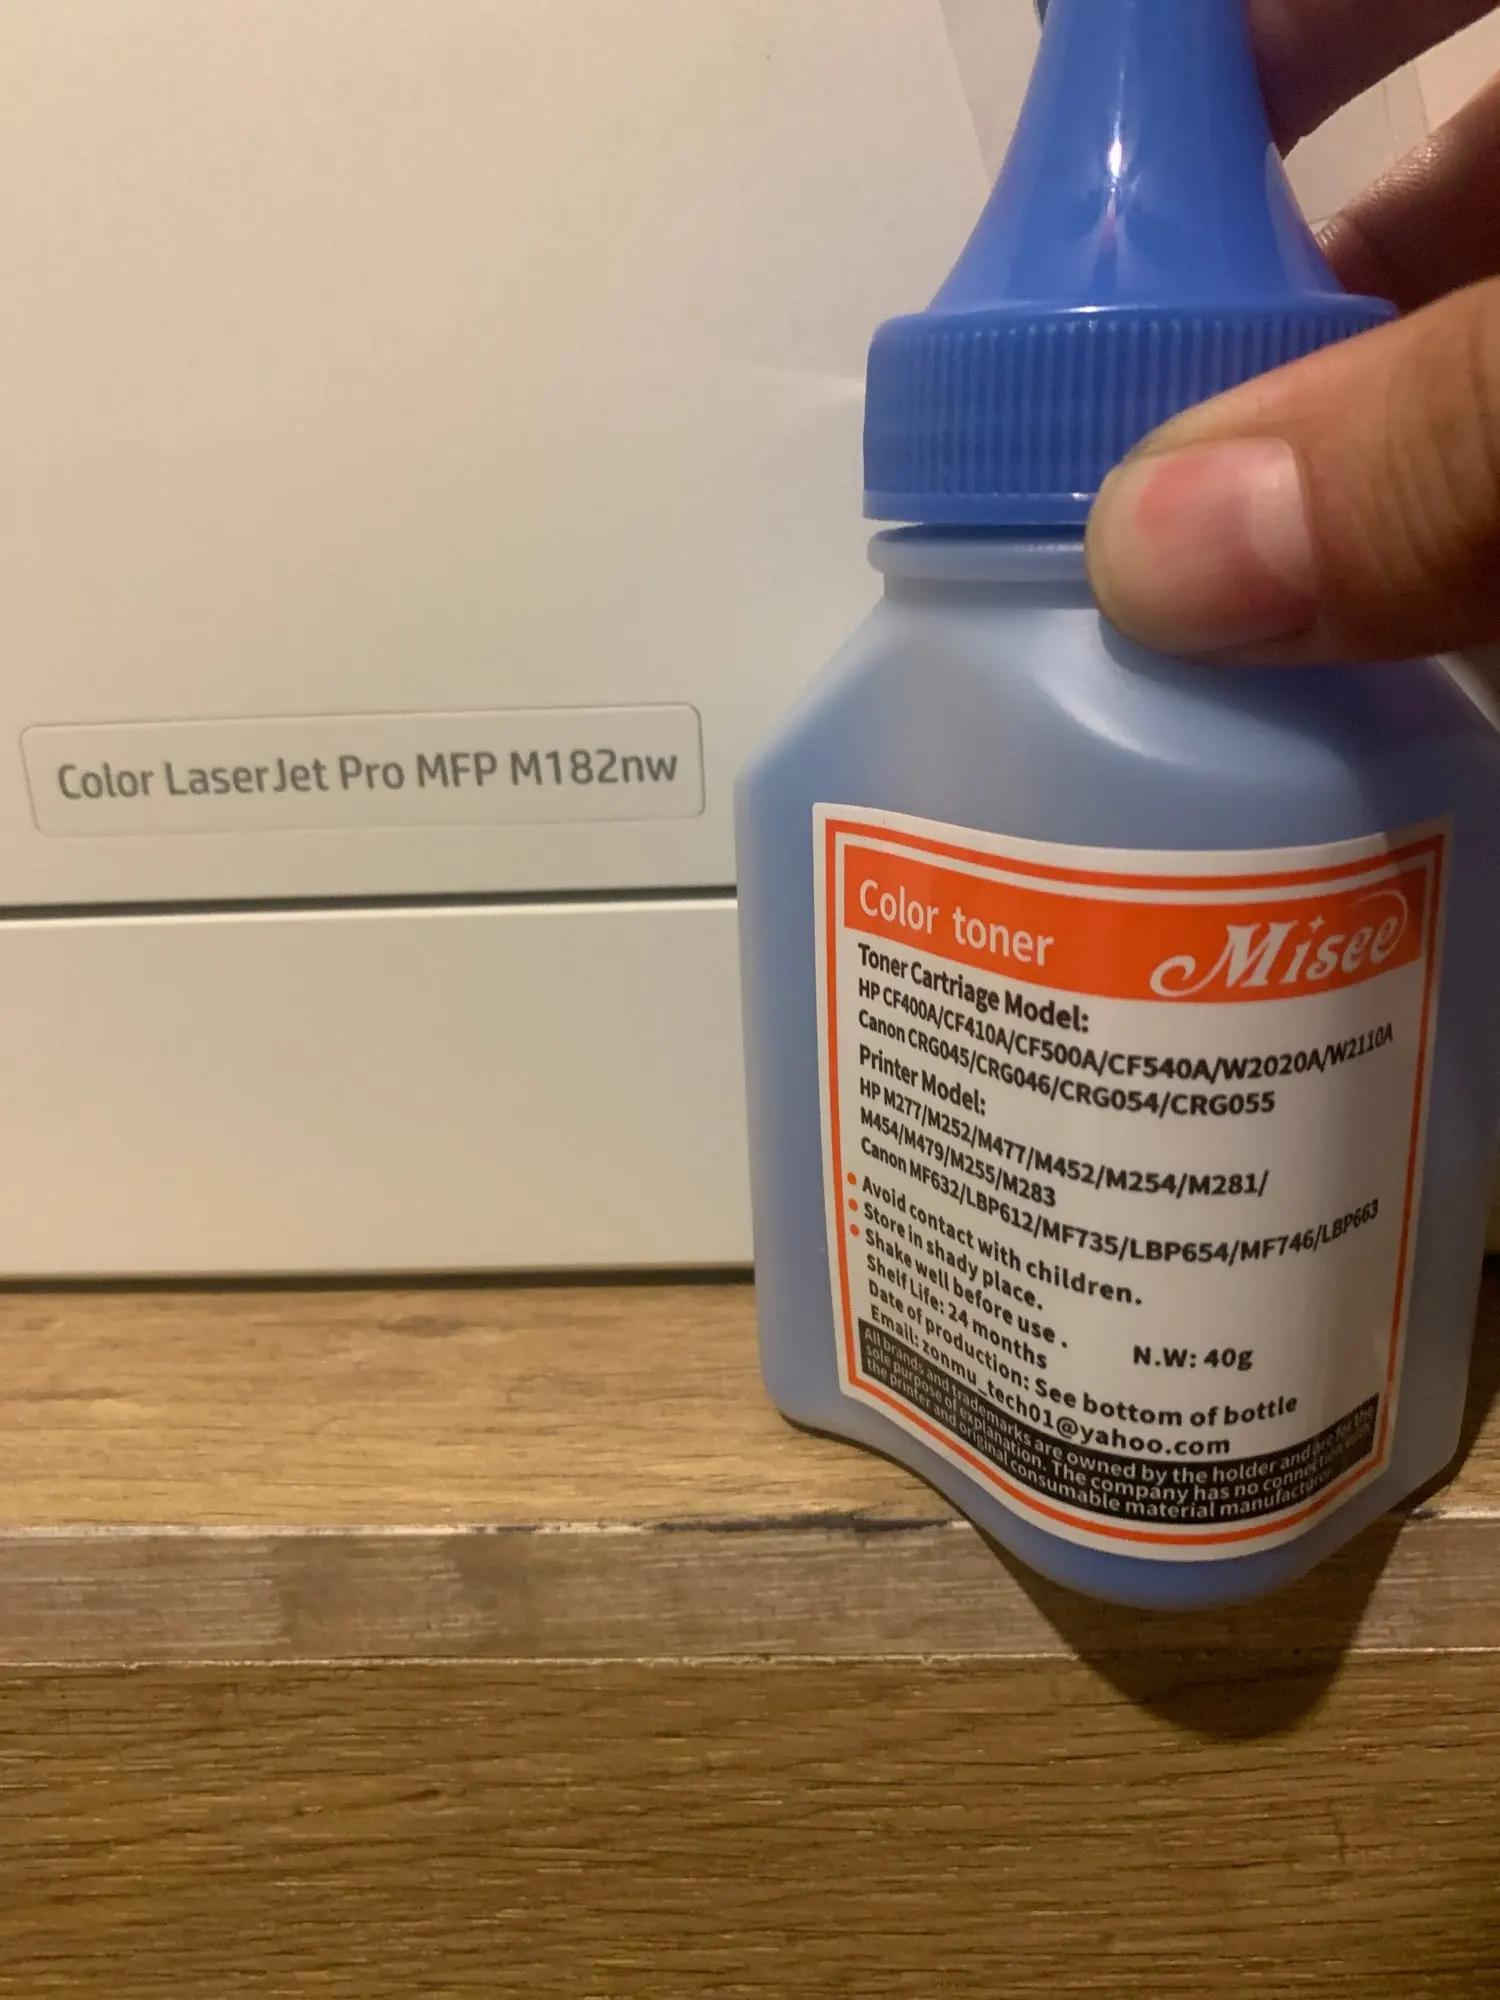 Color LaserJet Pro MFP M182nw
Color toner Misee
Toner Cartriage Model:
HP CF400A/CF410A/CF500A/CF540A/W2020A/W2110A
Canon CRG045/CRG046/CRG054/CRG055
Printer Model:
HP M277/M252/M477/M452/M254/M281/
M454/M479/M255/M283
Canon MF632/LBP612/MF735/LBP654/MF746/LBP663
• Avoid contact with children.
• Store in shady place.
• Shake well before use .
Shelf Life: 24 months
N.W: 40g
Date of production: See bottom of bottle
Email: zonmu_tech01@yahoo.com
All brands and trademarks are owned by the holder and are for the
sole purpose of explanation. The company has no connection with
the printer and original consumable material manufacturer